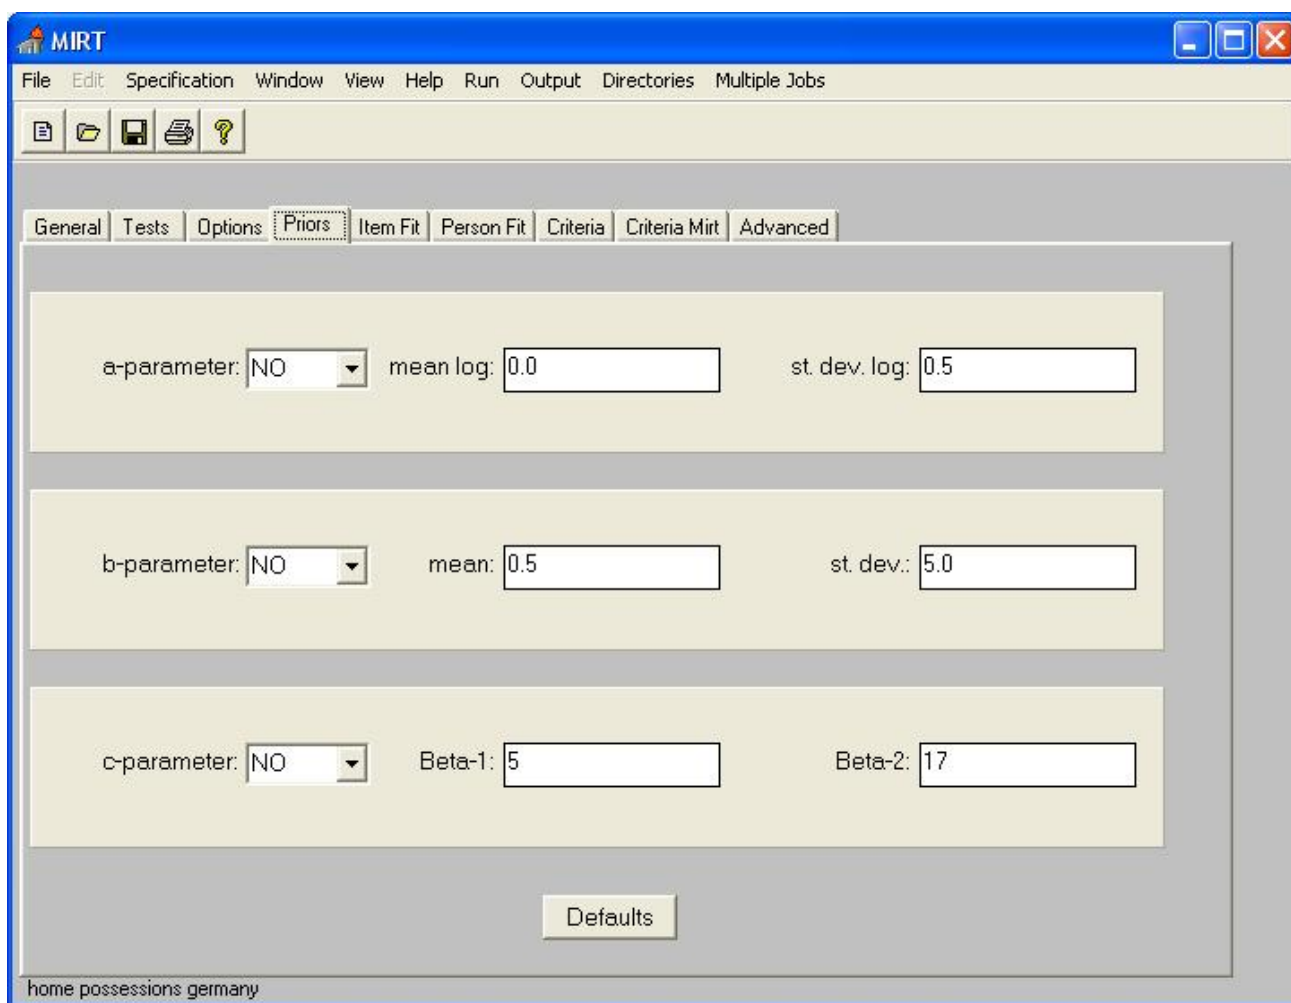 MIRT
File Edit Specification Window View Help Run Output Directories Multiple Jobs
General Tests Options Priors Item Fit Person Fit Criteria Criteria Mirt Advanced
a-parameter: NO mean log: 0.0 st. dev. log: 0.5
b-parameter: NO mean: 0.5 st. dev.: 5.0
c-parameter: NO Beta-1: 5 Beta-2: 17
Defaults
home possessions germany